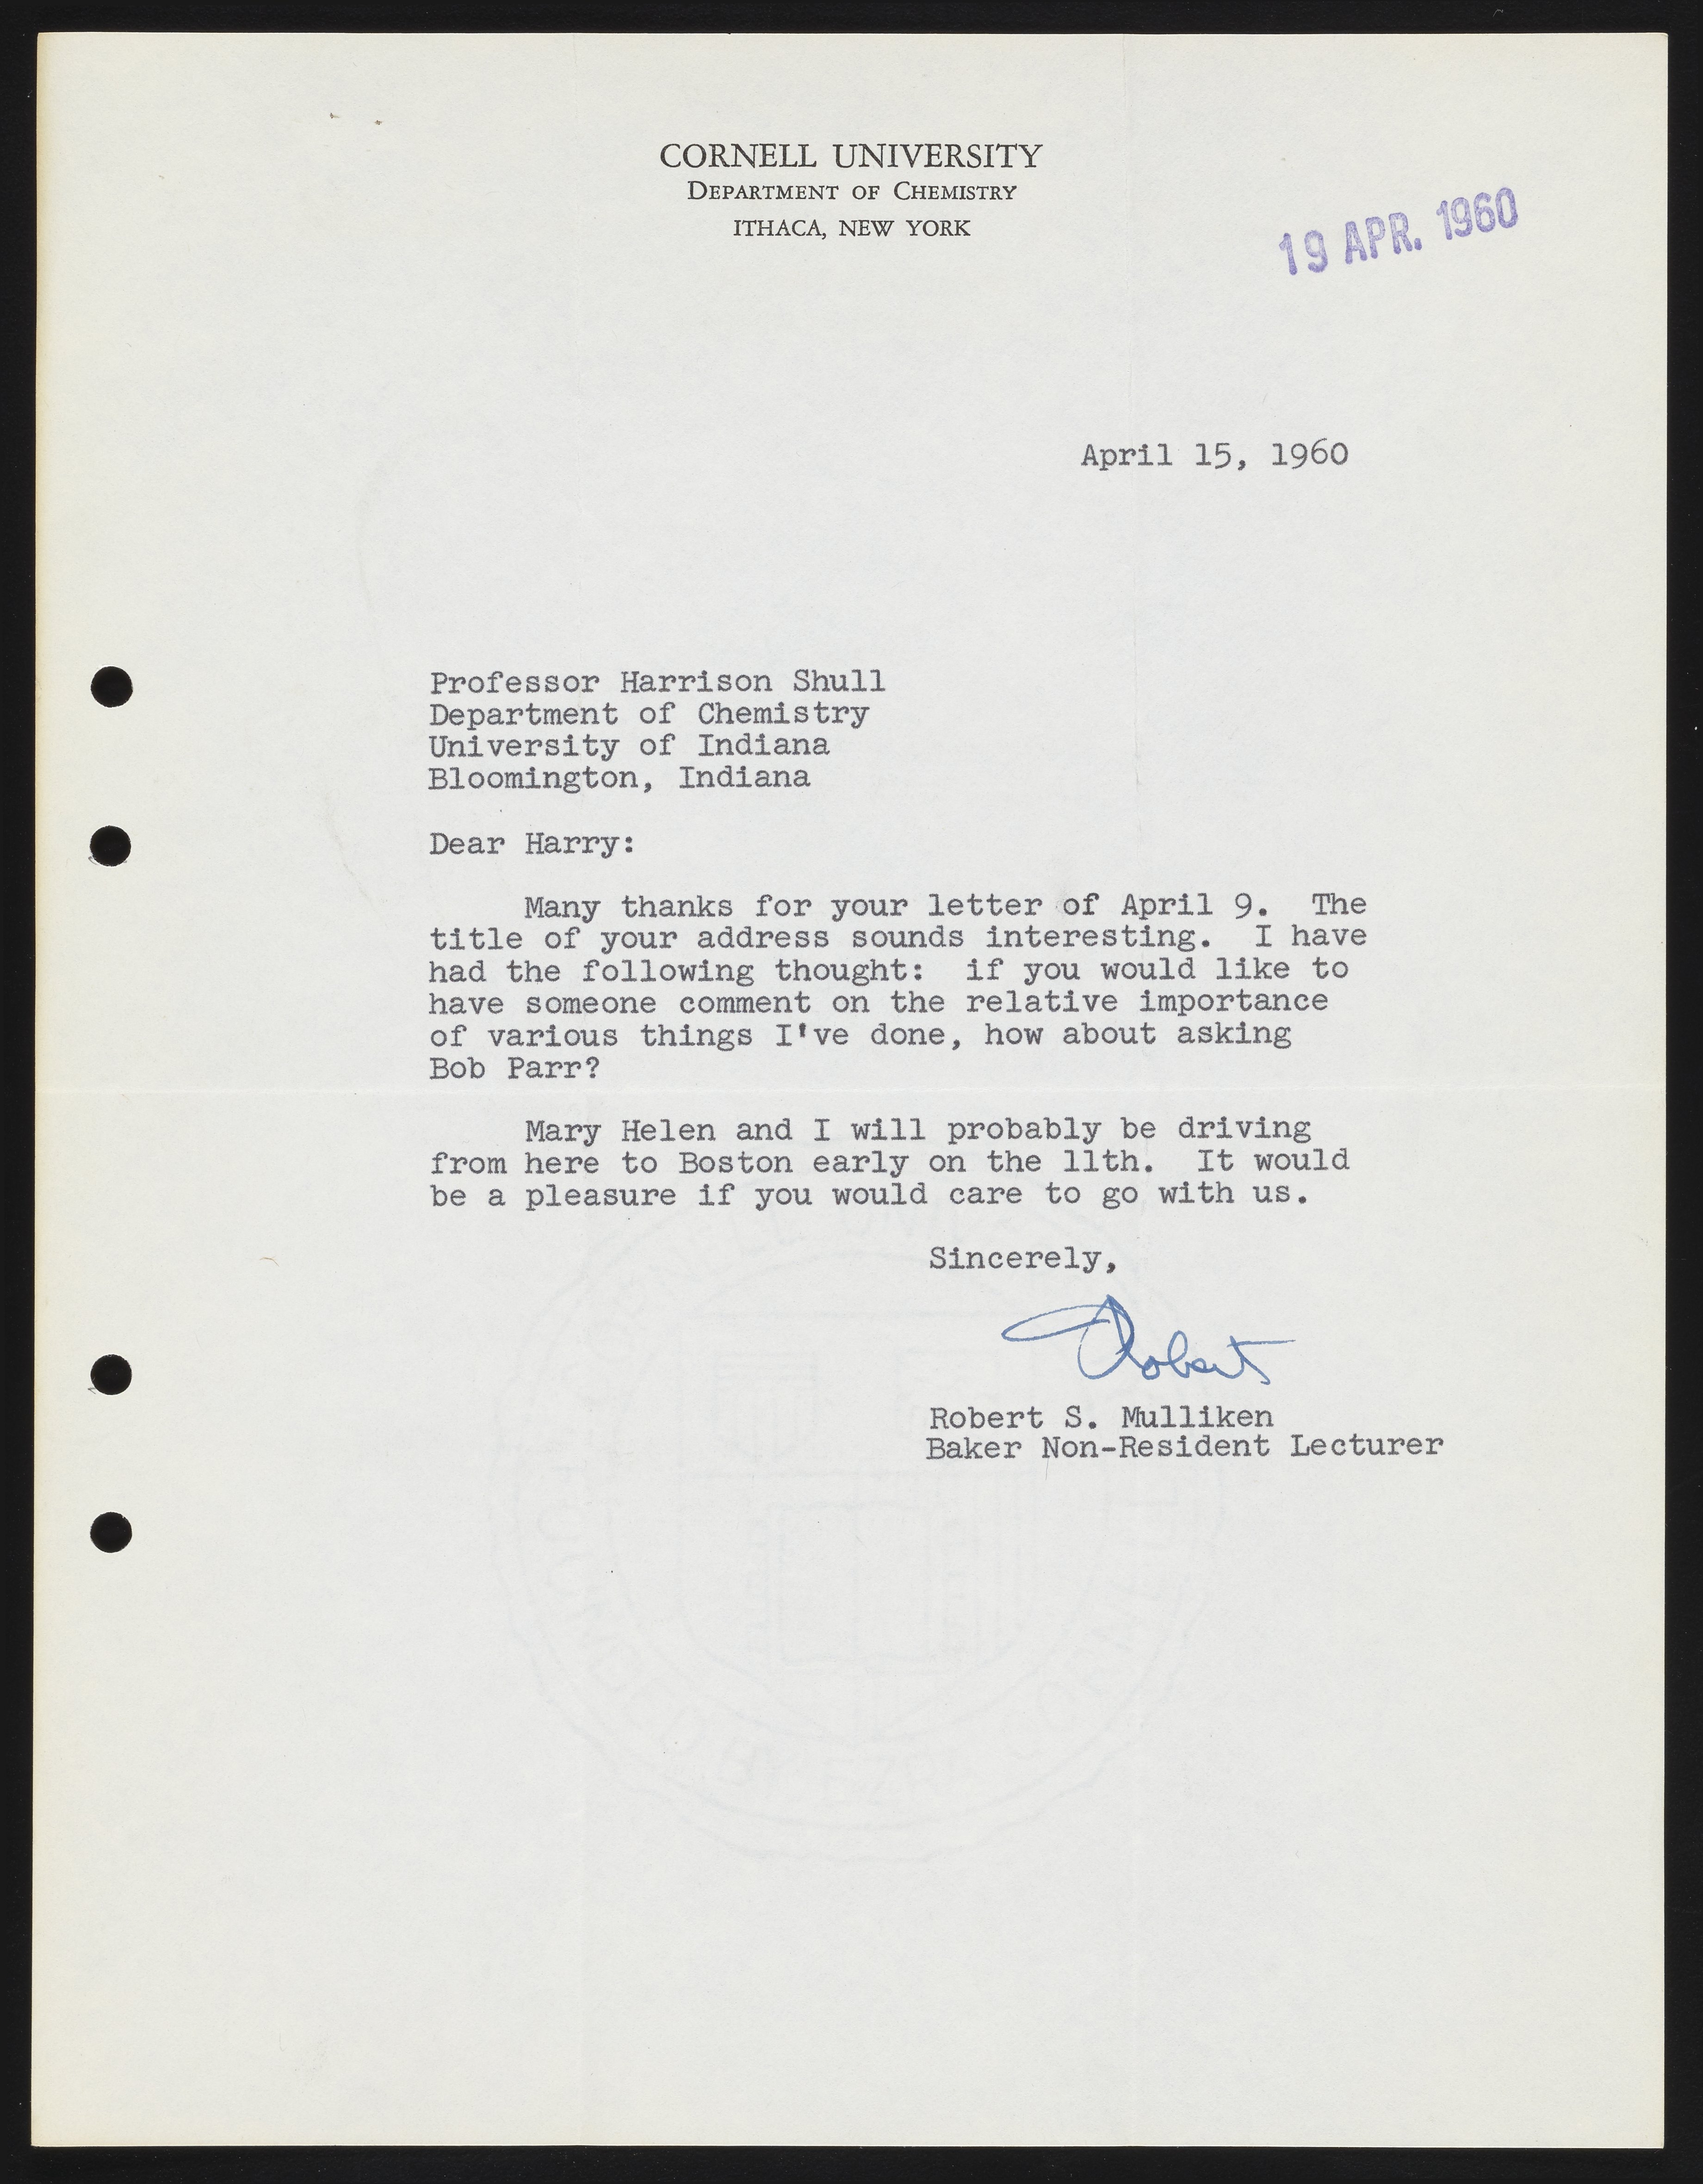 CORNELL UNIVERSITY
DEPARTMENT OF CHEMISTRY
ITHACA, NEW YORK
19 APR. 1960
April 15, 1960
Professor Harrison Shull
Department of Chemistry
University of Indiana
Bloomington, Indiana
Dear Harry:
Many thanks for your letter of April 9. The
title of your address sounds interesting. I have
had the following thought: if you would like to
have someone comment on the relative importance
of various things I've done, how about asking
Bob Parr?
Mary Helen and I will probably be driving
from here to Boston early on the 11th. It would
be a pleasure if you would care to go with us.
Sincerely,
Robert
Robert S. Mulliken
Baker Non-Resident Lecturer